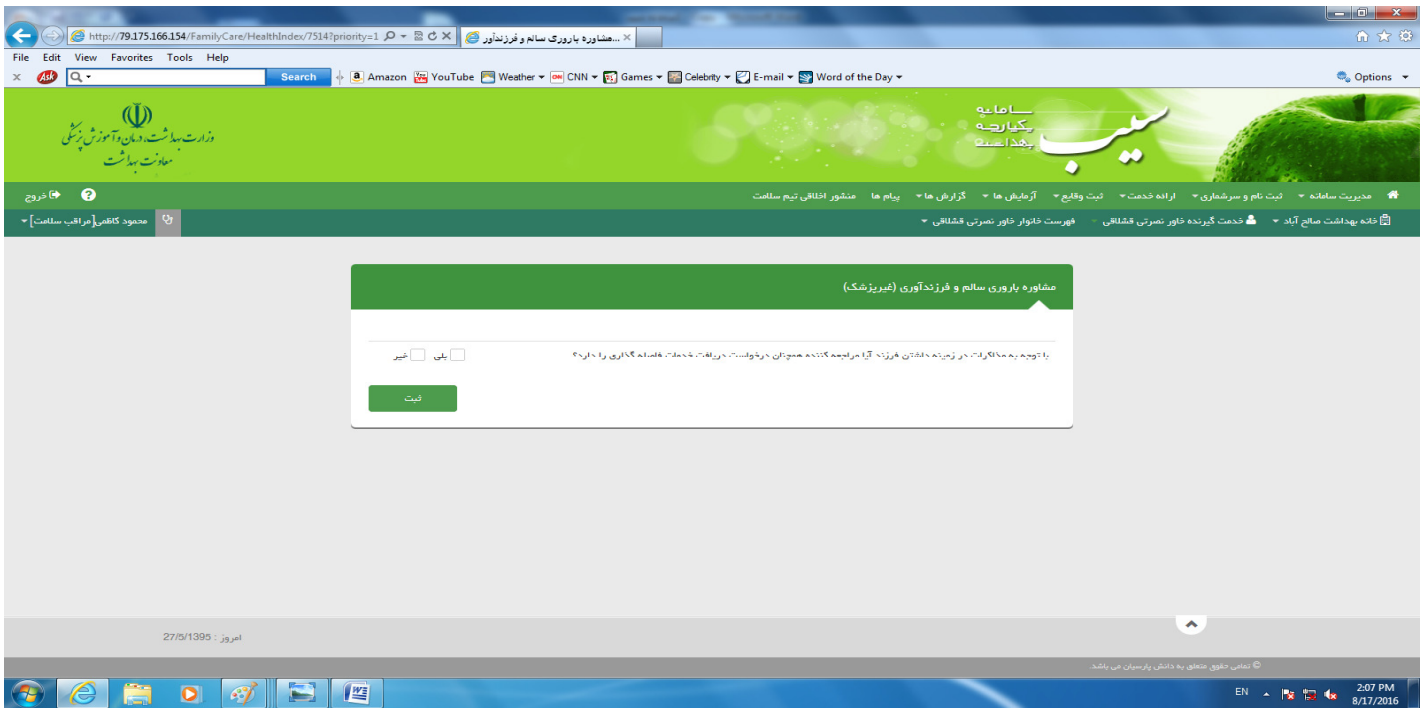 http://79.175.166.154/FamilyCare/HealthIndex/7514?priority=1
مشاوره باروری سالم و فرزندآور...
File Edit View Favorites Tools Help
Ask Search Amazon YouTube Weather CNN Games Celebrity E-mail Word of the Day Options
وزارت بهداشت، درمان و آموزش پزشکی
معاونت بهداشت
سامانه
یکپارچه
بهداشت
سیب
مدیریت سامانه ثبت نام و سرشماری ارائه خدمت ثبت وقایع آزمایش ها گزارش ها پیام ها منشور اخلاقی تیم سلامت ? خروج
خانه بهداشت صالح آباد خدمت گیرنده خاور نصرتی قشلاقی فهرست خانوار خاور نصرتی قشلاقی محمود کاظمی[مراقب سلامت]
مشاوره باروری سالم و فرزندآوری (غیرپزشک)
با توجه به مذاکرات در زمینه داشتن فرزند آیا مراجعه کننده همچنان درخواست دریافت خدمات فاصله گذاری را دارد؟ بلی خیر
ثبت
امروز : 27/5/1395
© تمامی حقوق متعلق به دانش پارسیان می باشد.
EN 2:07 PM
8/17/2016